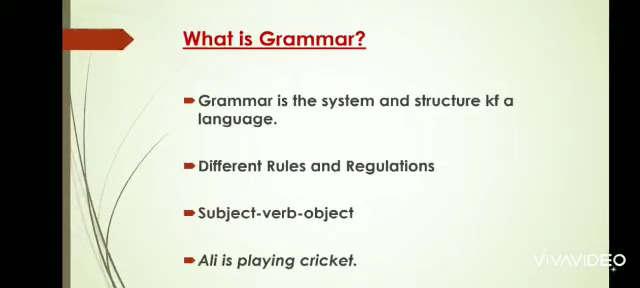 What is Grammar?
Grammar is the system and structure kf a
language.
Different Rules and Regulations
Subject-verb-object
Ali is playing cricket.
VIVAVIDEO